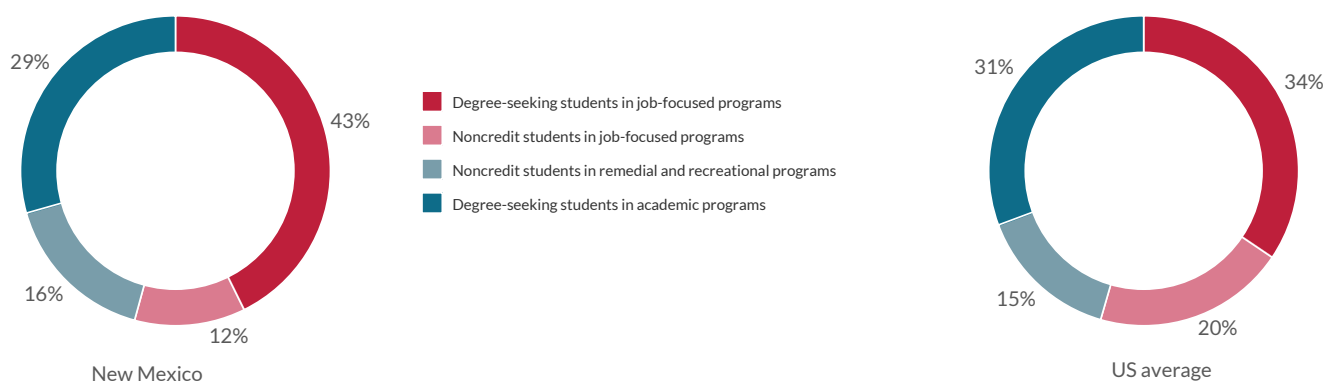 29%
43%
16%
12%
New Mexico
Degree-seeking students in job-focused programs
Noncredit students in job-focused programs
Noncredit students in remedial and recreational programs
Degree-seeking students in academic programs
31%
34%
15%
20%
US average